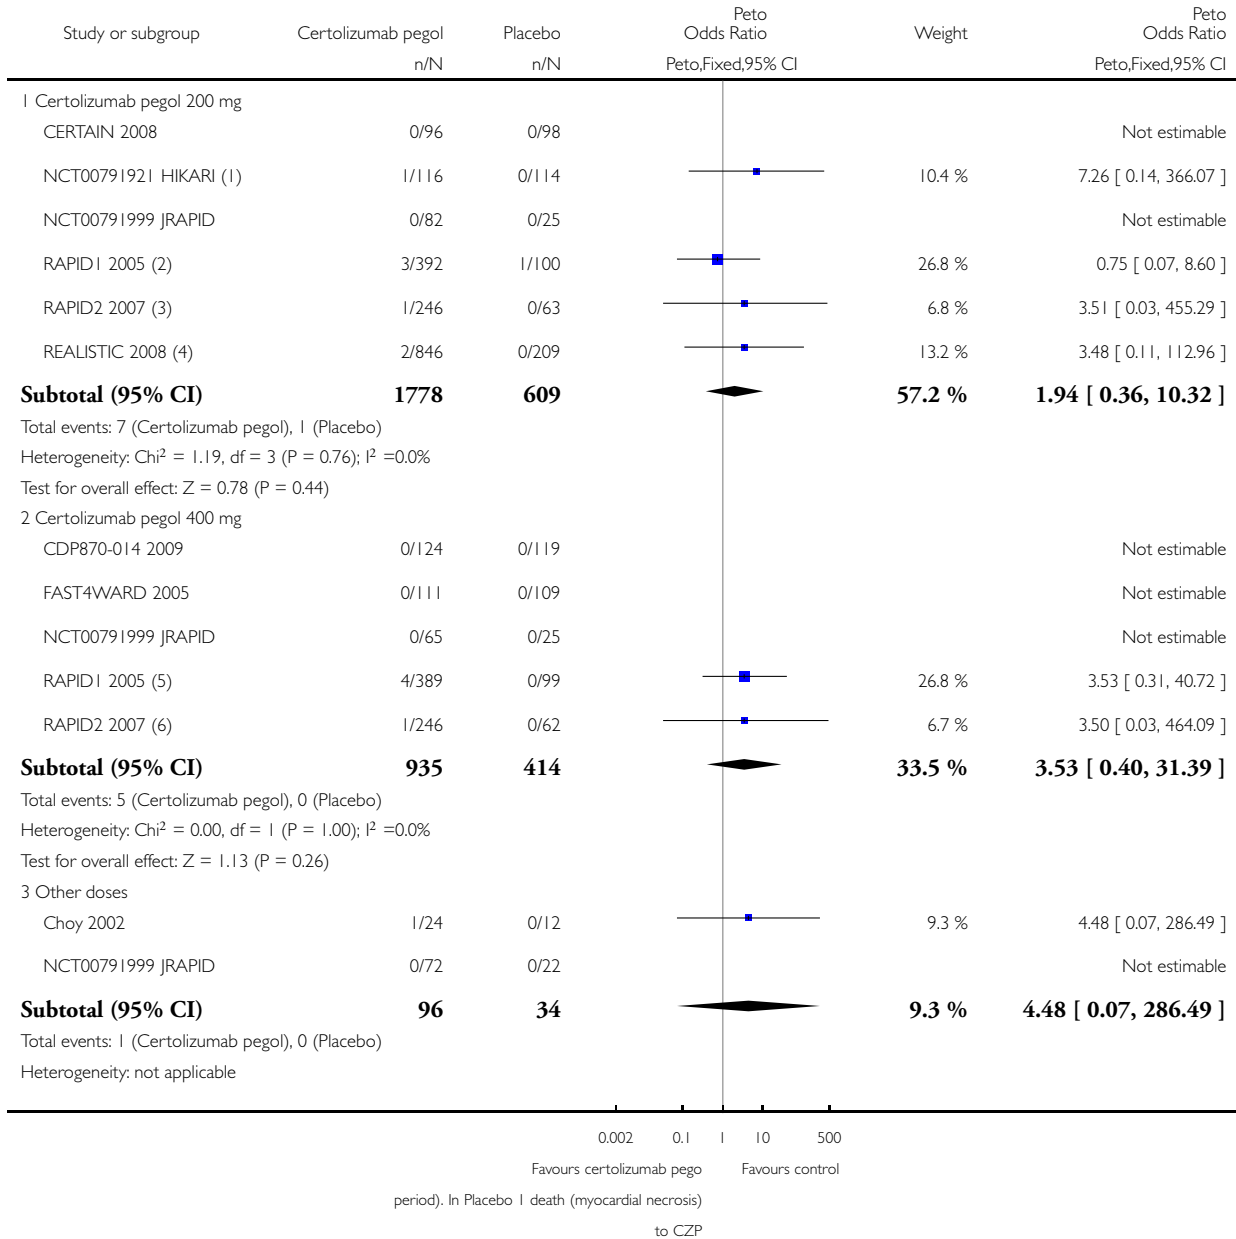 Peto Peto
Study or subgroup Certolizumab pegol Placebo Odds Ratio Weight Odds Ratio
n/N n/N Peto,Fixed,95% CI Peto,Fixed,95% CI
1 Certolizumab pegol 200 mg
CERTAIN 2008 0/96 0/98 Not estimable
NCT00791921 HIKARI (1) 1/116 0/114 10.4 % 7.26 [ 0.14, 366.07 ]
NCT00791999 JRAPID 0/82 0/25 Not estimable
RAPID1 2005 (2) 3/392 1/100 26.8 % 0.75 [ 0.07, 8.60 ]
RAPID2 2007 (3) 1/246 0/63 6.8 % 3.51 [ 0.03, 455.29 ]
REALISTIC 2008 (4) 2/846 0/209 13.2 % 3.48 [ 0.11, 112.96 ]
Subtotal (95% CI) 1778 609 57.2 % 1.94 [ 0.36, 10.32 ]
Total events: 7 (Certolizumab pegol), 1 (Placebo)
Heterogeneity: Chi² = 1.19, df = 3 (P = 0.76); I² =0.0%
Test for overall effect: Z = 0.78 (P = 0.44)
2 Certolizumab pegol 400 mg
CDP870-014 2009 0/124 0/119 Not estimable
FAST4WARD 2005 0/111 0/109 Not estimable
NCT00791999 JRAPID 0/65 0/25 Not estimable
RAPID1 2005 (5) 4/389 0/99 26.8 % 3.53 [ 0.31, 40.72 ]
RAPID2 2007 (6) 1/246 0/62 6.7 % 3.50 [ 0.03, 464.09 ]
Subtotal (95% CI) 935 414 33.5 % 3.53 [ 0.40, 31.39 ]
Total events: 5 (Certolizumab pegol), 0 (Placebo)
Heterogeneity: Chi² = 0.00, df = 1 (P = 1.00); I² =0.0%
Test for overall effect: Z = 1.13 (P = 0.26)
3 Other doses
Choy 2002 1/24 0/12 9.3 % 4.48 [ 0.07, 286.49 ]
NCT00791999 JRAPID 0/72 0/22 Not estimable
Subtotal (95% CI) 96 34 9.3 % 4.48 [ 0.07, 286.49 ]
Total events: 1 (Certolizumab pegol), 0 (Placebo)
Heterogeneity: not applicable
0.002 0.1 1 10 500
Favours certolizumab pego Favours control
period). In Placebo 1 death (myocardial necrosis)
to CZP